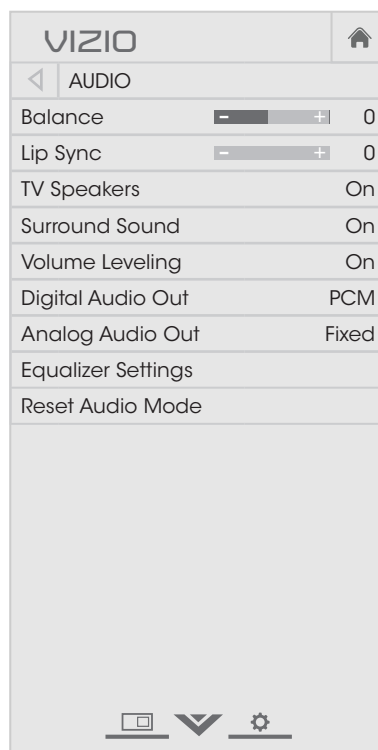 VIZIO
AUDIO
Balance - + 0
Lip Sync - + 0
TV Speakers On
Surround Sound On
Volume Leveling On
Digital Audio Out PCM
Analog Audio Out Fixed
Equalizer Settings
Reset Audio Mode